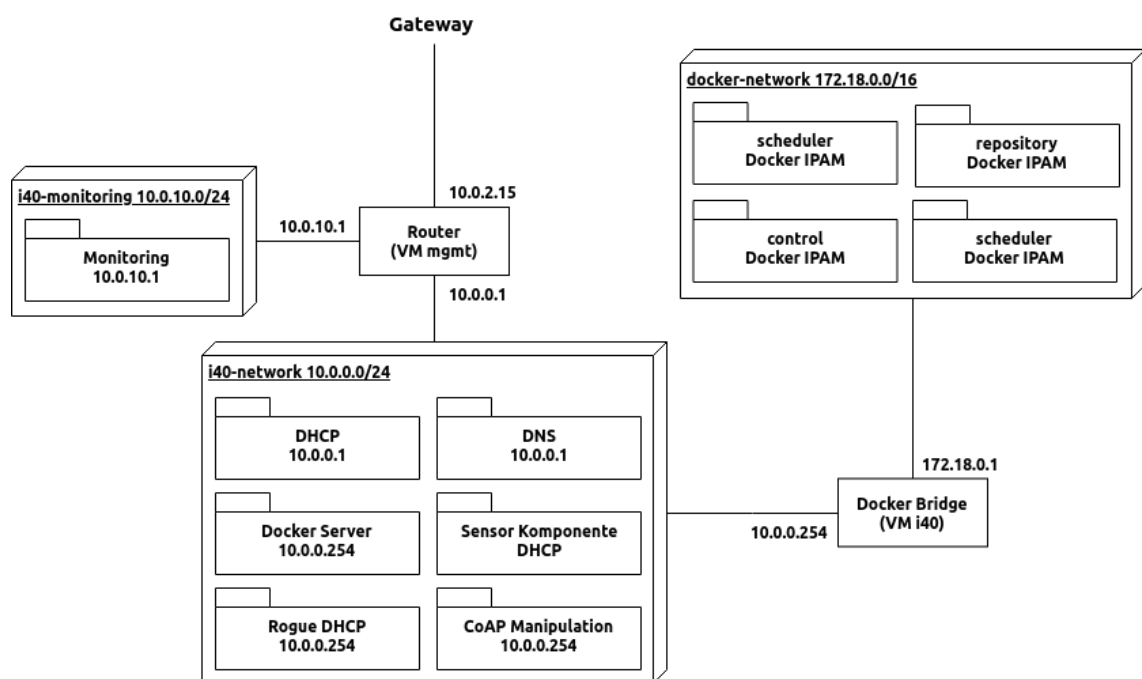 Gateway
10.0.2.15
i40-monitoring 10.0.10.0/24
Monitoring
10.0.10.1
10.0.10.1
Router
(VM mgmt)
10.0.0.1
docker-network 172.18.0.0/16
scheduler
Docker IPAM
repository
Docker IPAM
control
Docker IPAM
scheduler
Docker IPAM
i40-network 10.0.0.0/24
DHCP
10.0.0.1
DNS
10.0.0.1
Docker Server
10.0.0.254
Sensor Komponente
DHCP
Rogue DHCP
10.0.0.254
CoAP Manipulation
10.0.0.254
172.18.0.1
10.0.0.254
Docker Bridge
(VM i40)